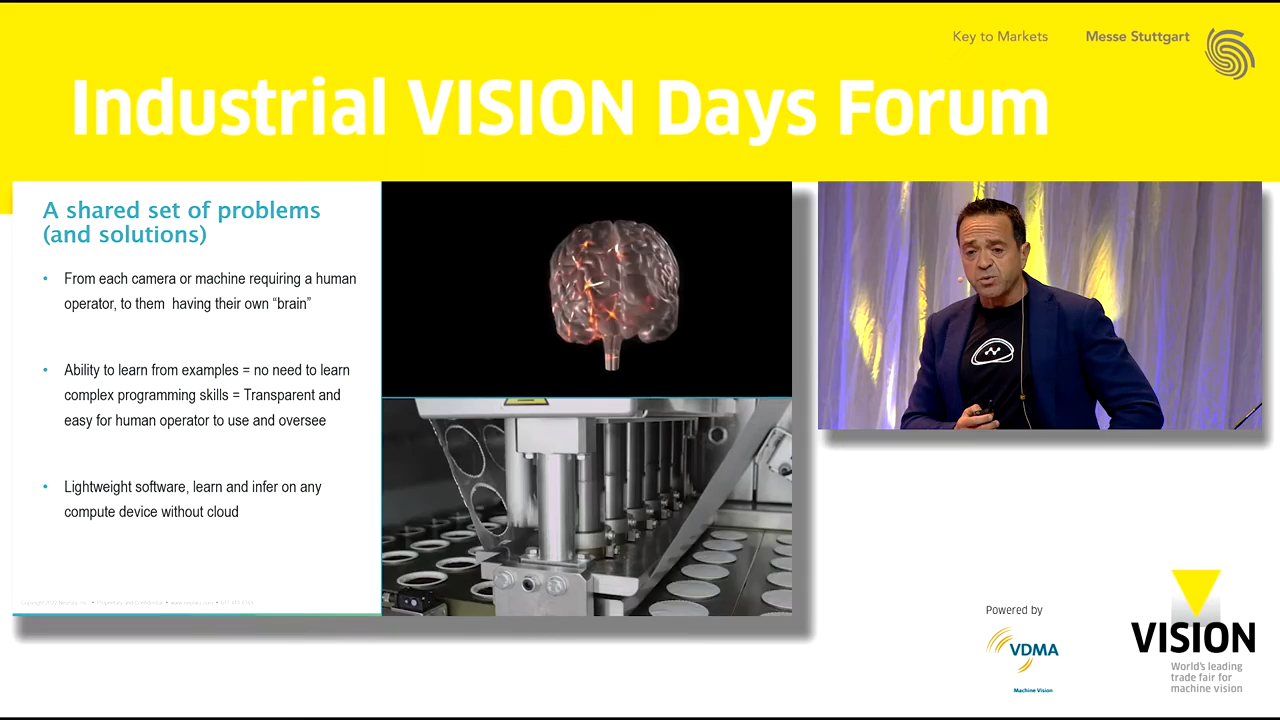 Key to Markets Messe Stuttgart
Industrial VISION Days Forum
A shared set of problems
(and solutions)
• From each camera or machine requiring a human
operator, to them having their own “brain”
• Ability to learn from examples = no need to learn
complex programming skills = Transparent and
easy for human operator to use and oversee
• Lightweight software, learn and infer on any
compute device without cloud
Powered by
VDMA
Machine Vision
VISION
World's leading
trade fair for
machine vision